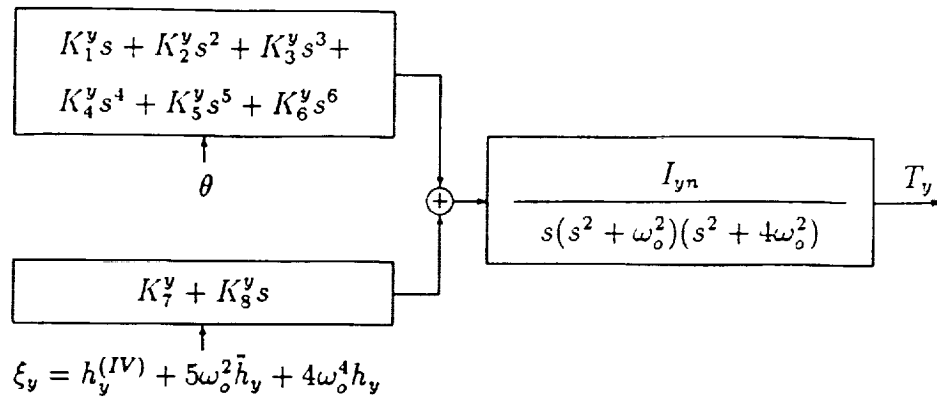 K_1^y s + K_2^y s^2 + K_3^y s^3 +
K_4^y s^4 + K_5^y s^5 + K_6^y s^6
θ
+
I_{yn}
s(s^2 + ω_o^2)(s^2 + 4ω_o^2)
T_y
K_7^y + K_8^y s
ξ_y = h_y^{(IV)} + 5ω_o^2 \bar{h}_y + 4ω_o^4 h_y